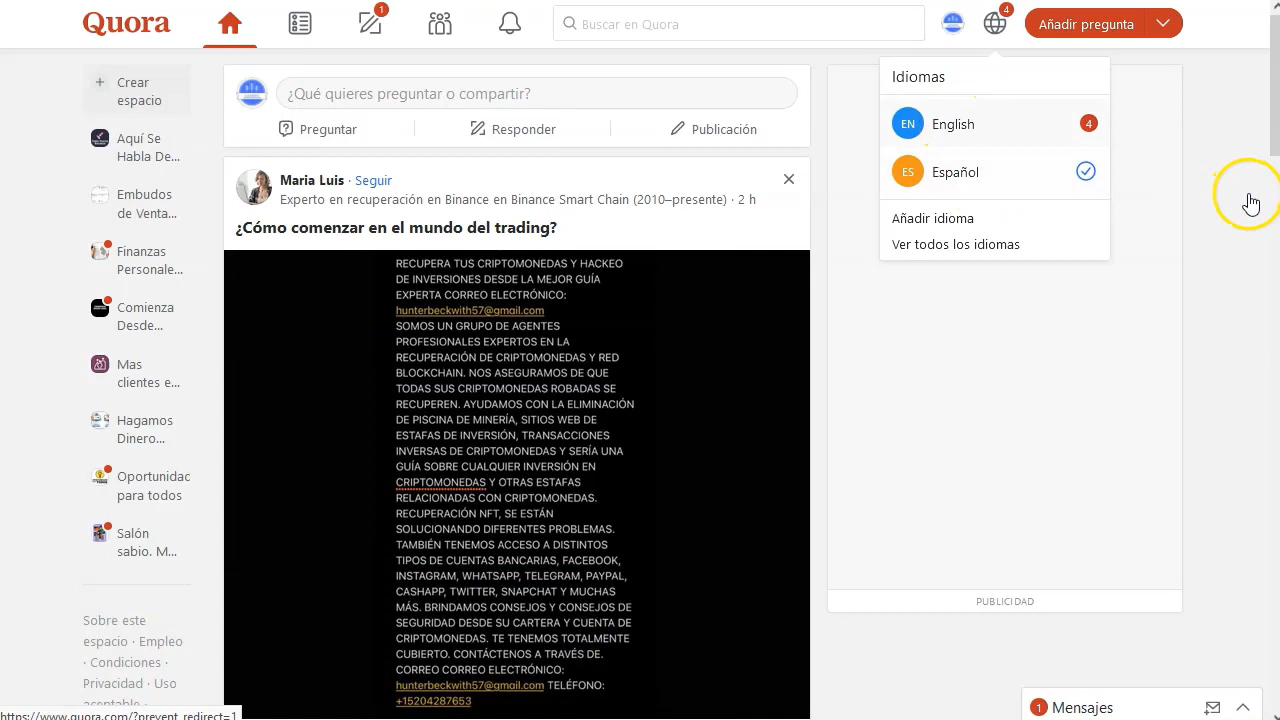 Quora
1
Buscar en Quora
4
Añadir pregunta
Crear
espacio
Aquí Se
Habla De...
Embudos
de Venta...
Finanzas
Personale...
Comienza
Desde...
Mas
clientes e...
Hagamos
Dinero...
Oportunidad
para todos
Salón
sabio. M...
Sobre este
espacio · Empleo
· Condiciones ·
Privacidad · Uso
aceptable ·
¿Qué quieres preguntar o compartir?
Preguntar
Responder
Publicación
Maria Luis · Seguir
Experto en recuperación en Binance en Binance Smart Chain (2010–presente) · 2 h
¿Cómo comenzar en el mundo del trading?
RECUPERA TUS CRIPTOMONEDAS Y HACKEO
DE INVERSIONES DESDE LA MEJOR GUÍA
EXPERTA CORREO ELECTRÓNICO:
hunterbeckwith57@gmail.com
SOMOS UN GRUPO DE AGENTES
PROFESIONALES EXPERTOS EN LA
RECUPERACIÓN DE CRIPTOMONEDAS Y RED
BLOCKCHAIN. NOS ASEGURAMOS DE QUE
TODAS SUS CRIPTOMONEDAS ROBADAS SE
RECUPEREN. AYUDAMOS CON LA ELIMINACIÓN
DE PISCINA DE MINERÍA, SITIOS WEB DE
ESTAFAS DE INVERSIÓN, TRANSACCIONES
INVERSAS DE CRIPTOMONEDAS Y SERÍA UNA
GUÍA SOBRE CUALQUIER INVERSIÓN EN
CRIPTOMONEDAS Y OTRAS ESTAFAS
RELACIONADAS CON CRIPTOMONEDAS.
RECUPERACIÓN NFT, SE ESTÁN
SOLUCIONANDO DIFERENTES PROBLEMAS.
TAMBIÉN TENEMOS ACCESO A DISTINTOS
TIPOS DE CUENTAS BANCARIAS, FACEBOOK,
INSTAGRAM, WHATSAPP, TELEGRAM, PAYPAL,
CASHAPP, TWITTER, SNAPCHAT Y MUCHAS
MÁS. BRINDAMOS CONSEJOS Y CONSEJOS DE
SEGURIDAD DESDE SU CARTERA Y CUENTA DE
CRIPTOMONEDAS. TE TENEMOS TOTALMENTE
CUBIERTO. CONTÁCTENOS A TRAVÉS DE.
CORREO CORREO ELECTRÓNICO:
hunterbeckwith57@gmail.com TELÉFONO:
+15204287653
Idiomas
EN English 4
ES Español
Añadir idioma
Ver todos los idiomas
PUBLICIDAD
1 Mensajes
https://www.quora.com/?prevent_redirect=1